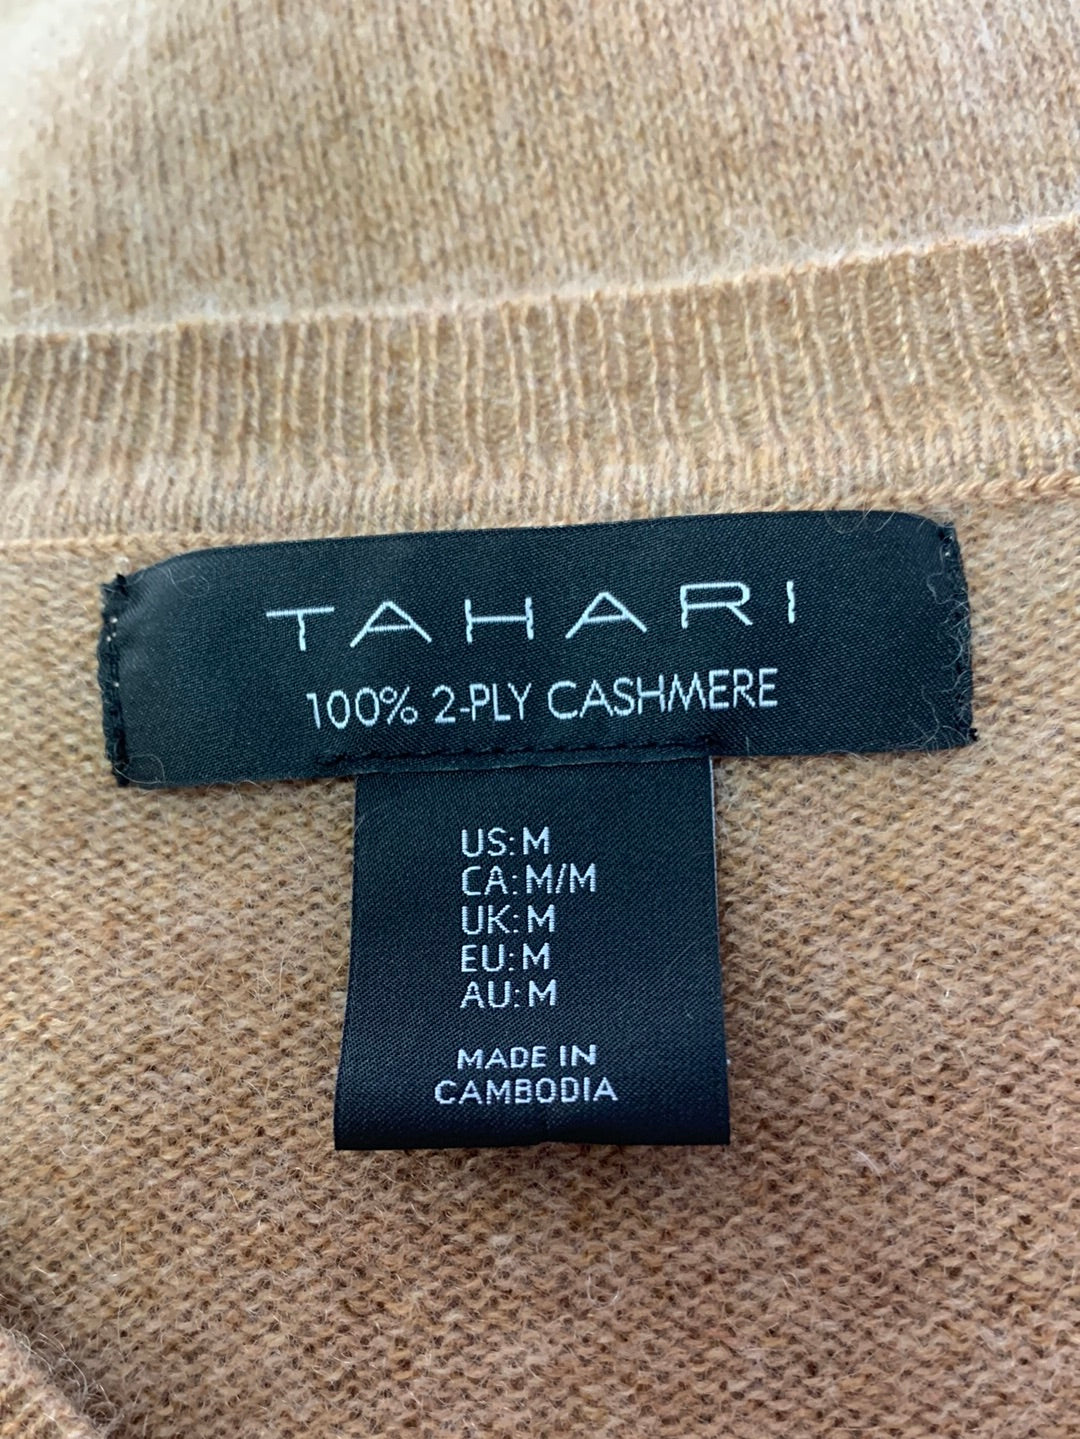 TAHARI
100% 2-PLY CASHMERE
US: M
CA: M/M
UK: M
EU: M
AU: M
MADE IN
CAMBODIA